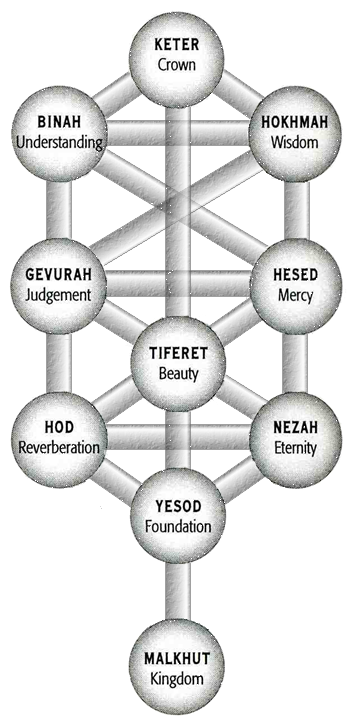 KETER
Crown
BINAH
Understanding
HOKHMAH
Wisdom
GEVURAH
Judgement
HESED
Mercy
TIFERET
Beauty
HOD
Reverberation
NEZAH
Eternity
YESOD
Foundation
MALKHUT
Kingdom